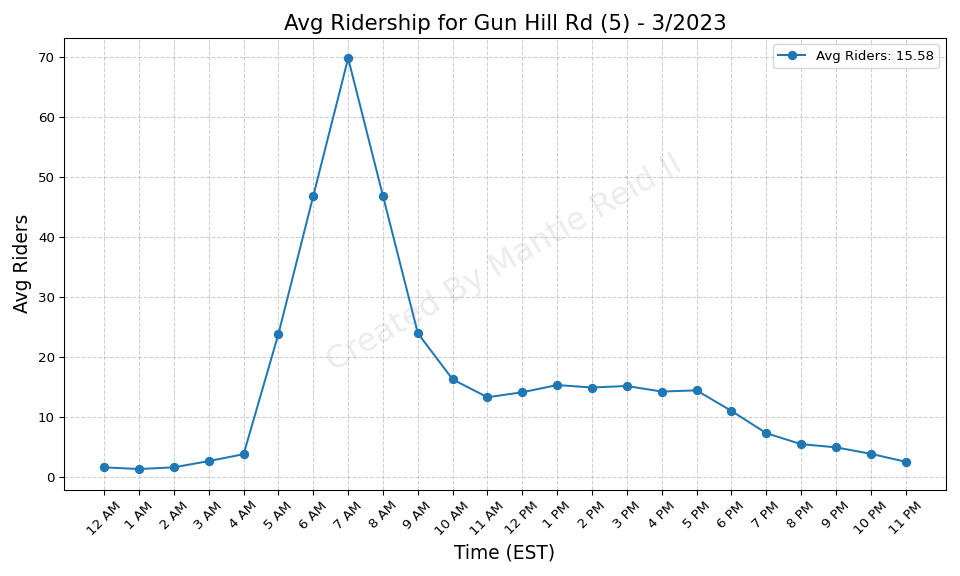 Avg Ridership for Gun Hill Rd (5) - 3/2023
Avg Riders: 15.58
Avg Riders
70
60
50
40
30
20
10
0
Created By Mantie Reid II
12 AM
1 AM
2 AM
3 AM
4 AM
5 AM
6 AM
7 AM
8 AM
9 AM
10 AM
11 AM
12 PM
1 PM
2 PM
3 PM
4 PM
5 PM
6 PM
7 PM
8 PM
9 PM
10 PM
11 PM
Time (EST)